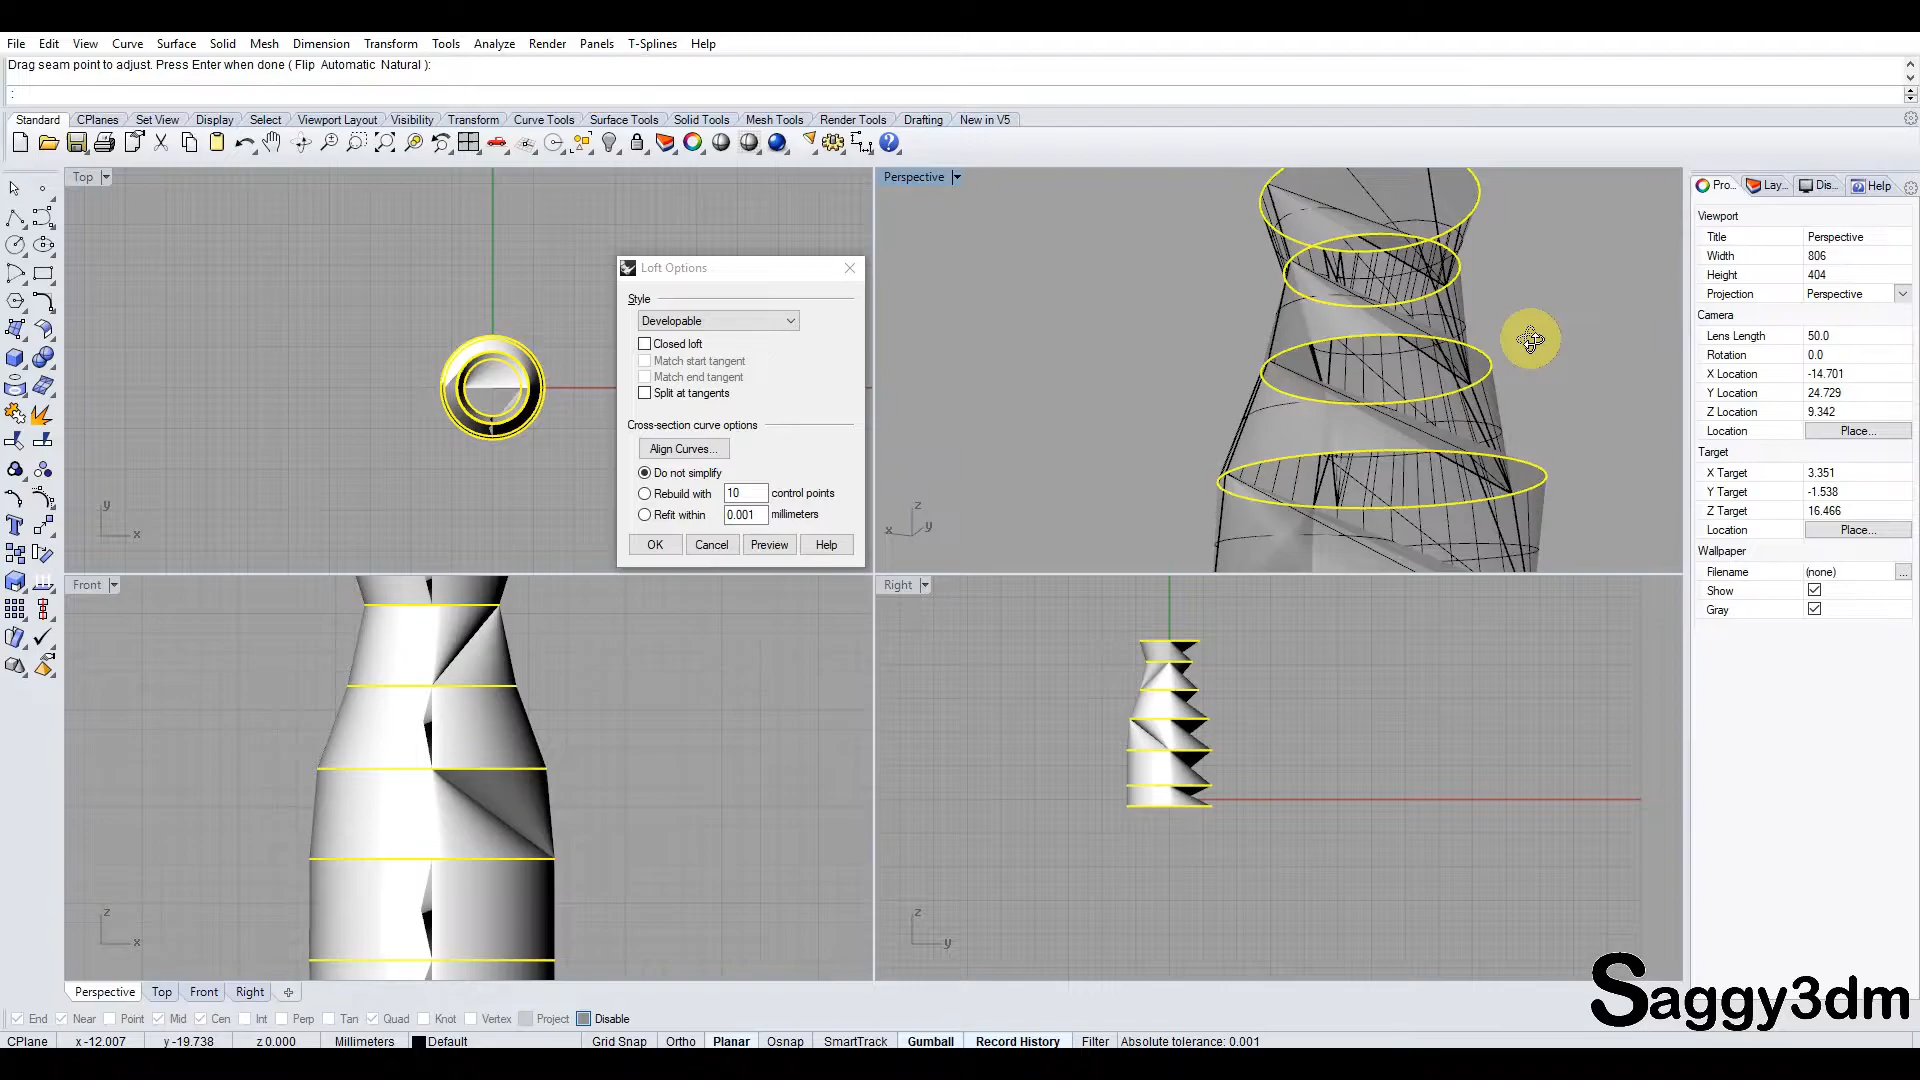 File Edit View Curve Surface Solid Mesh Dimension Transform Tools Analyze Render Panels T-Splines Help
Drag seam point to adjust. Press Enter when done ( Flip Automatic Natural ):
:
Standard CPlanes Set View Display Select Viewport Layout Visibility Transform Curve Tools Surface Tools Solid Tools Mesh Tools Render Tools Drafting New in V5
Top
Perspective
Pro... Lay... Dis... Help
Viewport
Title Perspective
Width 806
Height 404
Projection Perspective
Camera
Lens Length 50.0
Rotation 0.0
X Location -14.701
Y Location 24.729
Z Location 9.342
Location Place...
Target
X Target 3.351
Y Target -1.538
Z Target 16.466
Location Place...
Wallpaper
Filename (none) ...
Show
Gray
Loft Options
Style
Developable
Closed loft
Match start tangent
Match end tangent
Split at tangents
Cross-section curve options
Align Curves...
Do not simplify
Rebuild with 10 control points
Refit within 0.001 millimeters
OK Cancel Preview Help
y
x
z
x y
Front
Right
z
x
z
y
Saggy3dm
Perspective Top Front Right
End Near Point Mid Cen Int Perp Tan Quad Knot Vertex Project Disable
CPlane x -12.007 y -19.738 z 0.000 Millimeters Default Grid Snap Ortho Planar Osnap SmartTrack Gumball Record History Filter Absolute tolerance: 0.001